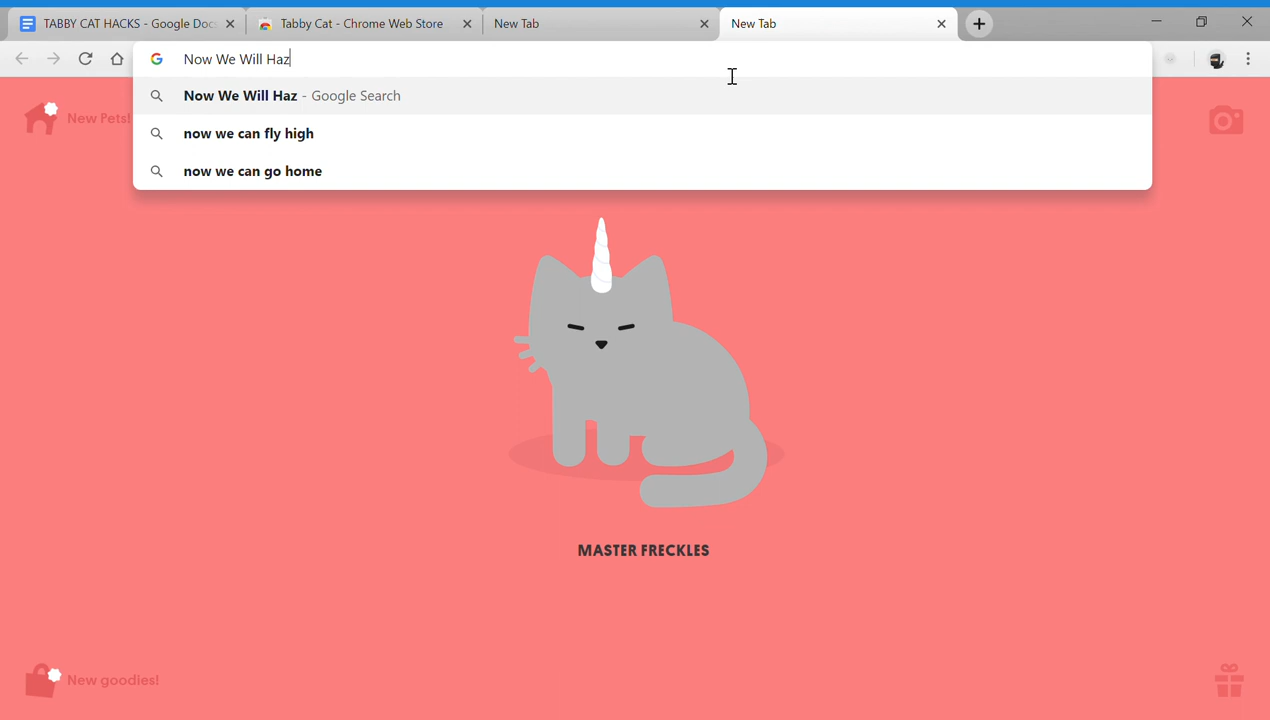 TABBY CAT HACKS - Google Doc
Tabby Cat - Chrome Web Store
New Tab
New Tab
Now We Will Haz
Now We Will Haz - Google Search
now we can fly high
now we can go home
New Pets!
MASTER FRECKLES
New goodies!